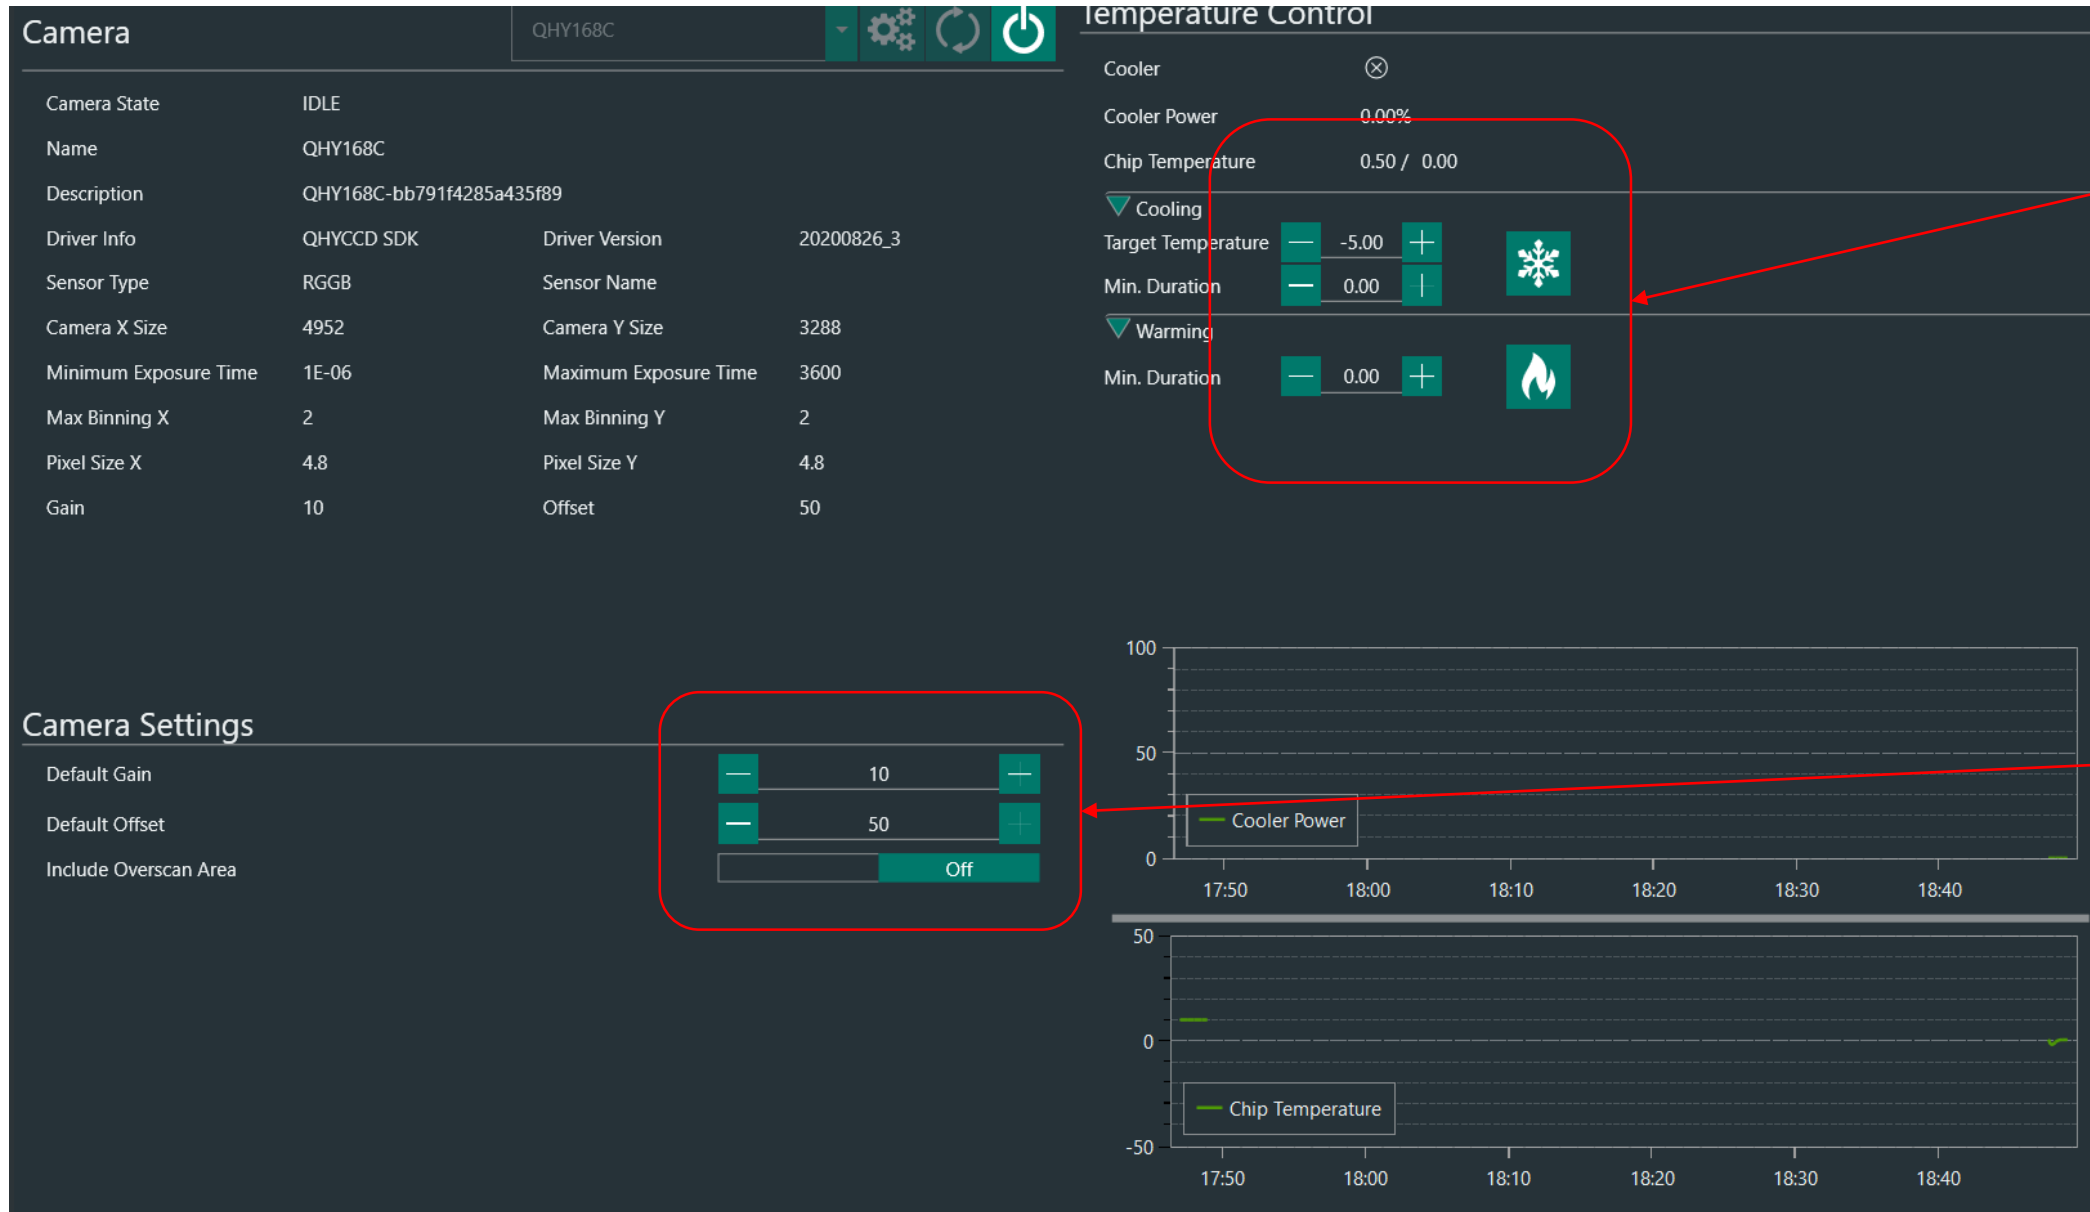 Camera
QHY168C
Camera State IDLE
Name QHY168C
Description QHY168C-bb791f4285a435f89
Driver Info QHYCCD SDK Driver Version 20200826_3
Sensor Type RGGB Sensor Name
Camera X Size 4952 Camera Y Size 3288
Minimum Exposure Time 1E-06 Maximum Exposure Time 3600
Max Binning X 2 Max Binning Y 2
Pixel Size X 4.8 Pixel Size Y 4.8
Gain 10 Offset 50
Camera Settings
Default Gain 10
Default Offset 50
Include Overscan Area Off
Temperature Control
Cooler
Cooler Power 0.00%
Chip Temperature 0.50 / 0.00
Cooling
Target Temperature -5.00
Min. Duration 0.00
Warming
Min. Duration 0.00
100
50
Cooler Power
0
17:50 18:00 18:10 18:20 18:30 18:40
50
0
Chip Temperature
-50
17:50 18:00 18:10 18:20 18:30 18:40